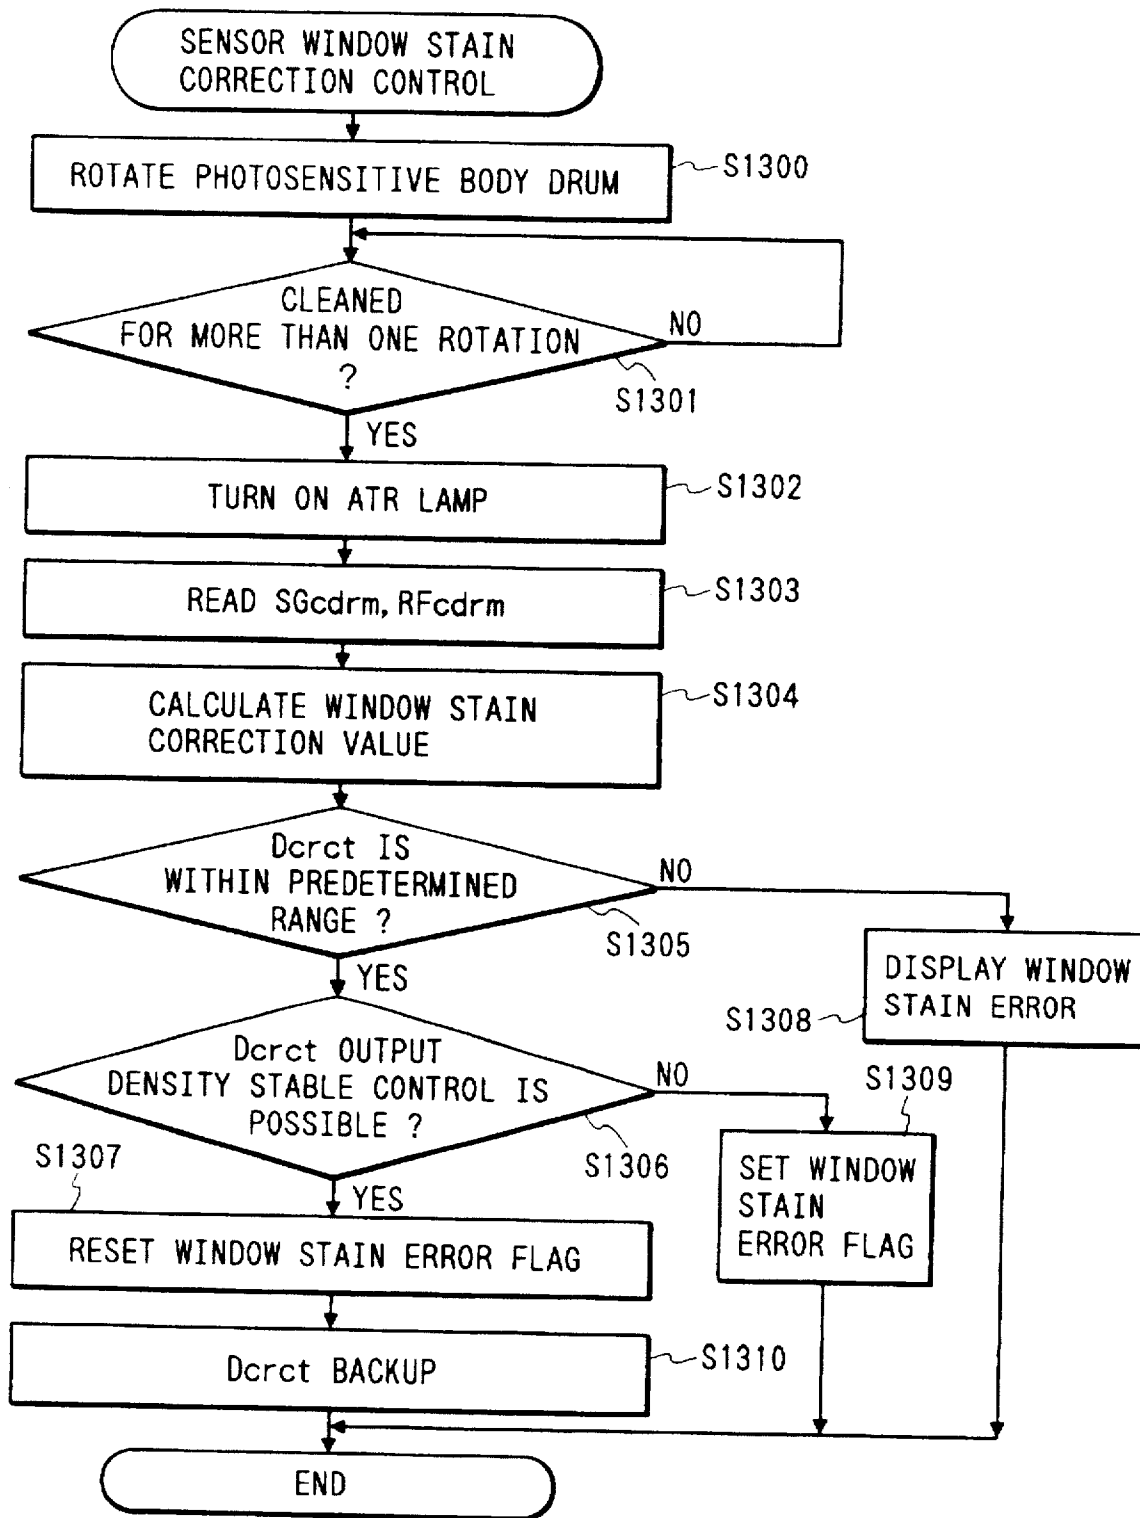 SENSOR WINDOW STAIN
CORRECTION CONTROL
ROTATE PHOTOSENSITIVE BODY DRUM
S1300
CLEANED
FOR MORE THAN ONE ROTATION
?
NO
S1301
YES
TURN ON ATR LAMP
S1302
READ SGcdrm, RFcdrm
S1303
CALCULATE WINDOW STAIN
CORRECTION VALUE
S1304
Dcrct IS
WITHIN PREDETERMINED
RANGE ?
NO
S1305
YES
DISPLAY WINDOW
STAIN ERROR
S1308
Dcrct OUTPUT
DENSITY STABLE CONTROL IS
POSSIBLE ?
NO
S1306
S1309
SET WINDOW
STAIN
ERROR FLAG
YES
S1307
RESET WINDOW STAIN ERROR FLAG
Dcrct BACKUP
S1310
END